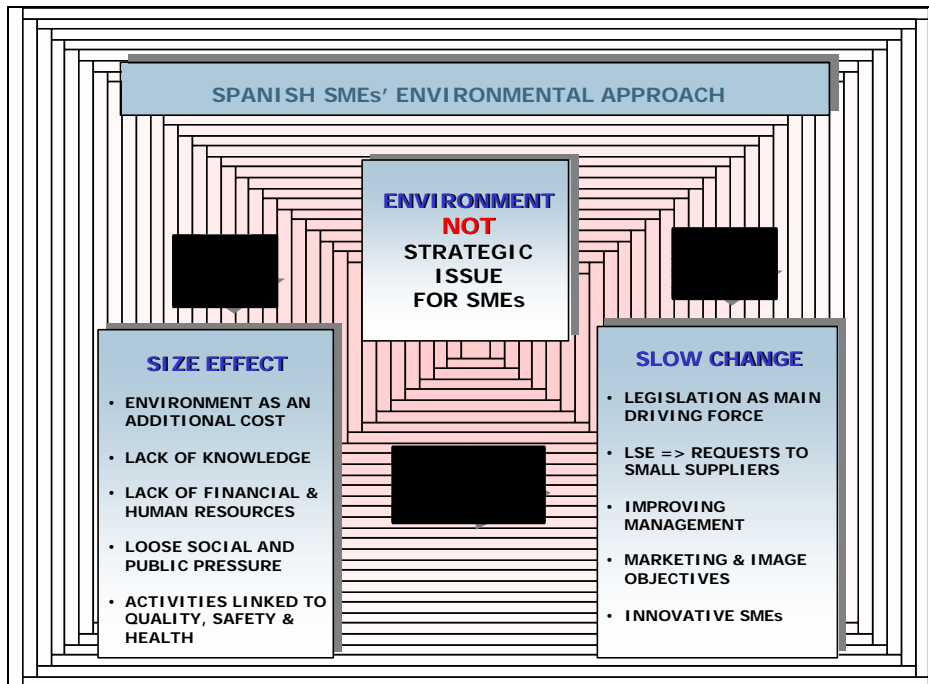 SPANISH SMEs' ENVIRONMENTAL APPROACH
ENVIRONMENT
NOT
STRATEGIC
ISSUE
FOR SMEs
SIZE EFFECT
• ENVIRONMENT AS AN
ADDITIONAL COST
• LACK OF KNOWLEDGE
• LACK OF FINANCIAL &
HUMAN RESOURCES
• LOOSE SOCIAL AND
PUBLIC PRESSURE
• ACTIVITIES LINKED TO
QUALITY, SAFETY &
HEALTH
SLOW CHANGE
• LEGISLATION AS MAIN
DRIVING FORCE
• LSE => REQUESTS TO
SMALL SUPPLIERS
• IMPROVING
MANAGEMENT
• MARKETING & IMAGE
OBJECTIVES
• INNOVATIVE SMEs